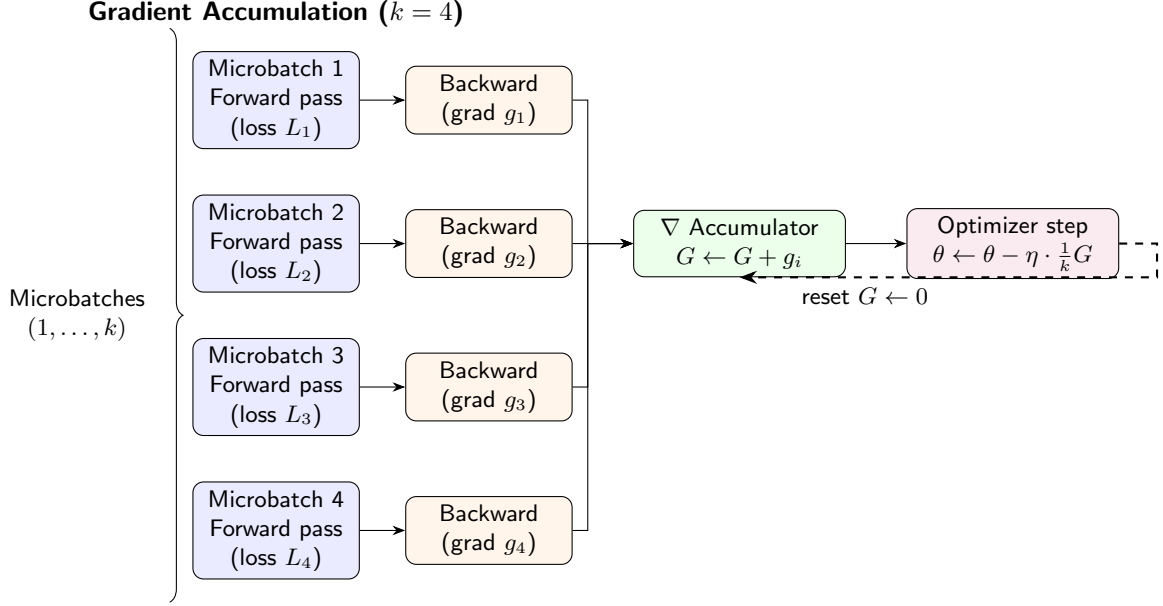 Gradient Accumulation (k = 4)
Microbatches
(1, . . . , k)
Microbatch 1
Forward pass
(loss L₁)
Backward
(grad g₁)
Microbatch 2
Forward pass
(loss L₂)
Backward
(grad g₂)
Microbatch 3
Forward pass
(loss L₃)
Backward
(grad g₃)
Microbatch 4
Forward pass
(loss L₄)
Backward
(grad g₄)
∇ Accumulator
G ← G + gᵢ
Optimizer step
θ ← θ − η · 1/k G
reset G ← 0